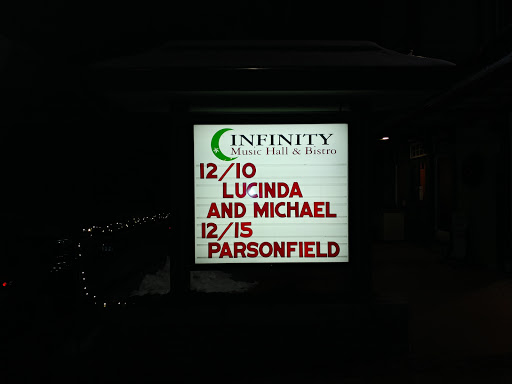 INFINITY
Music Hall & Bistro
12/10
LUCINDA
AND MICHAEL
12/15
PARSONFIELD